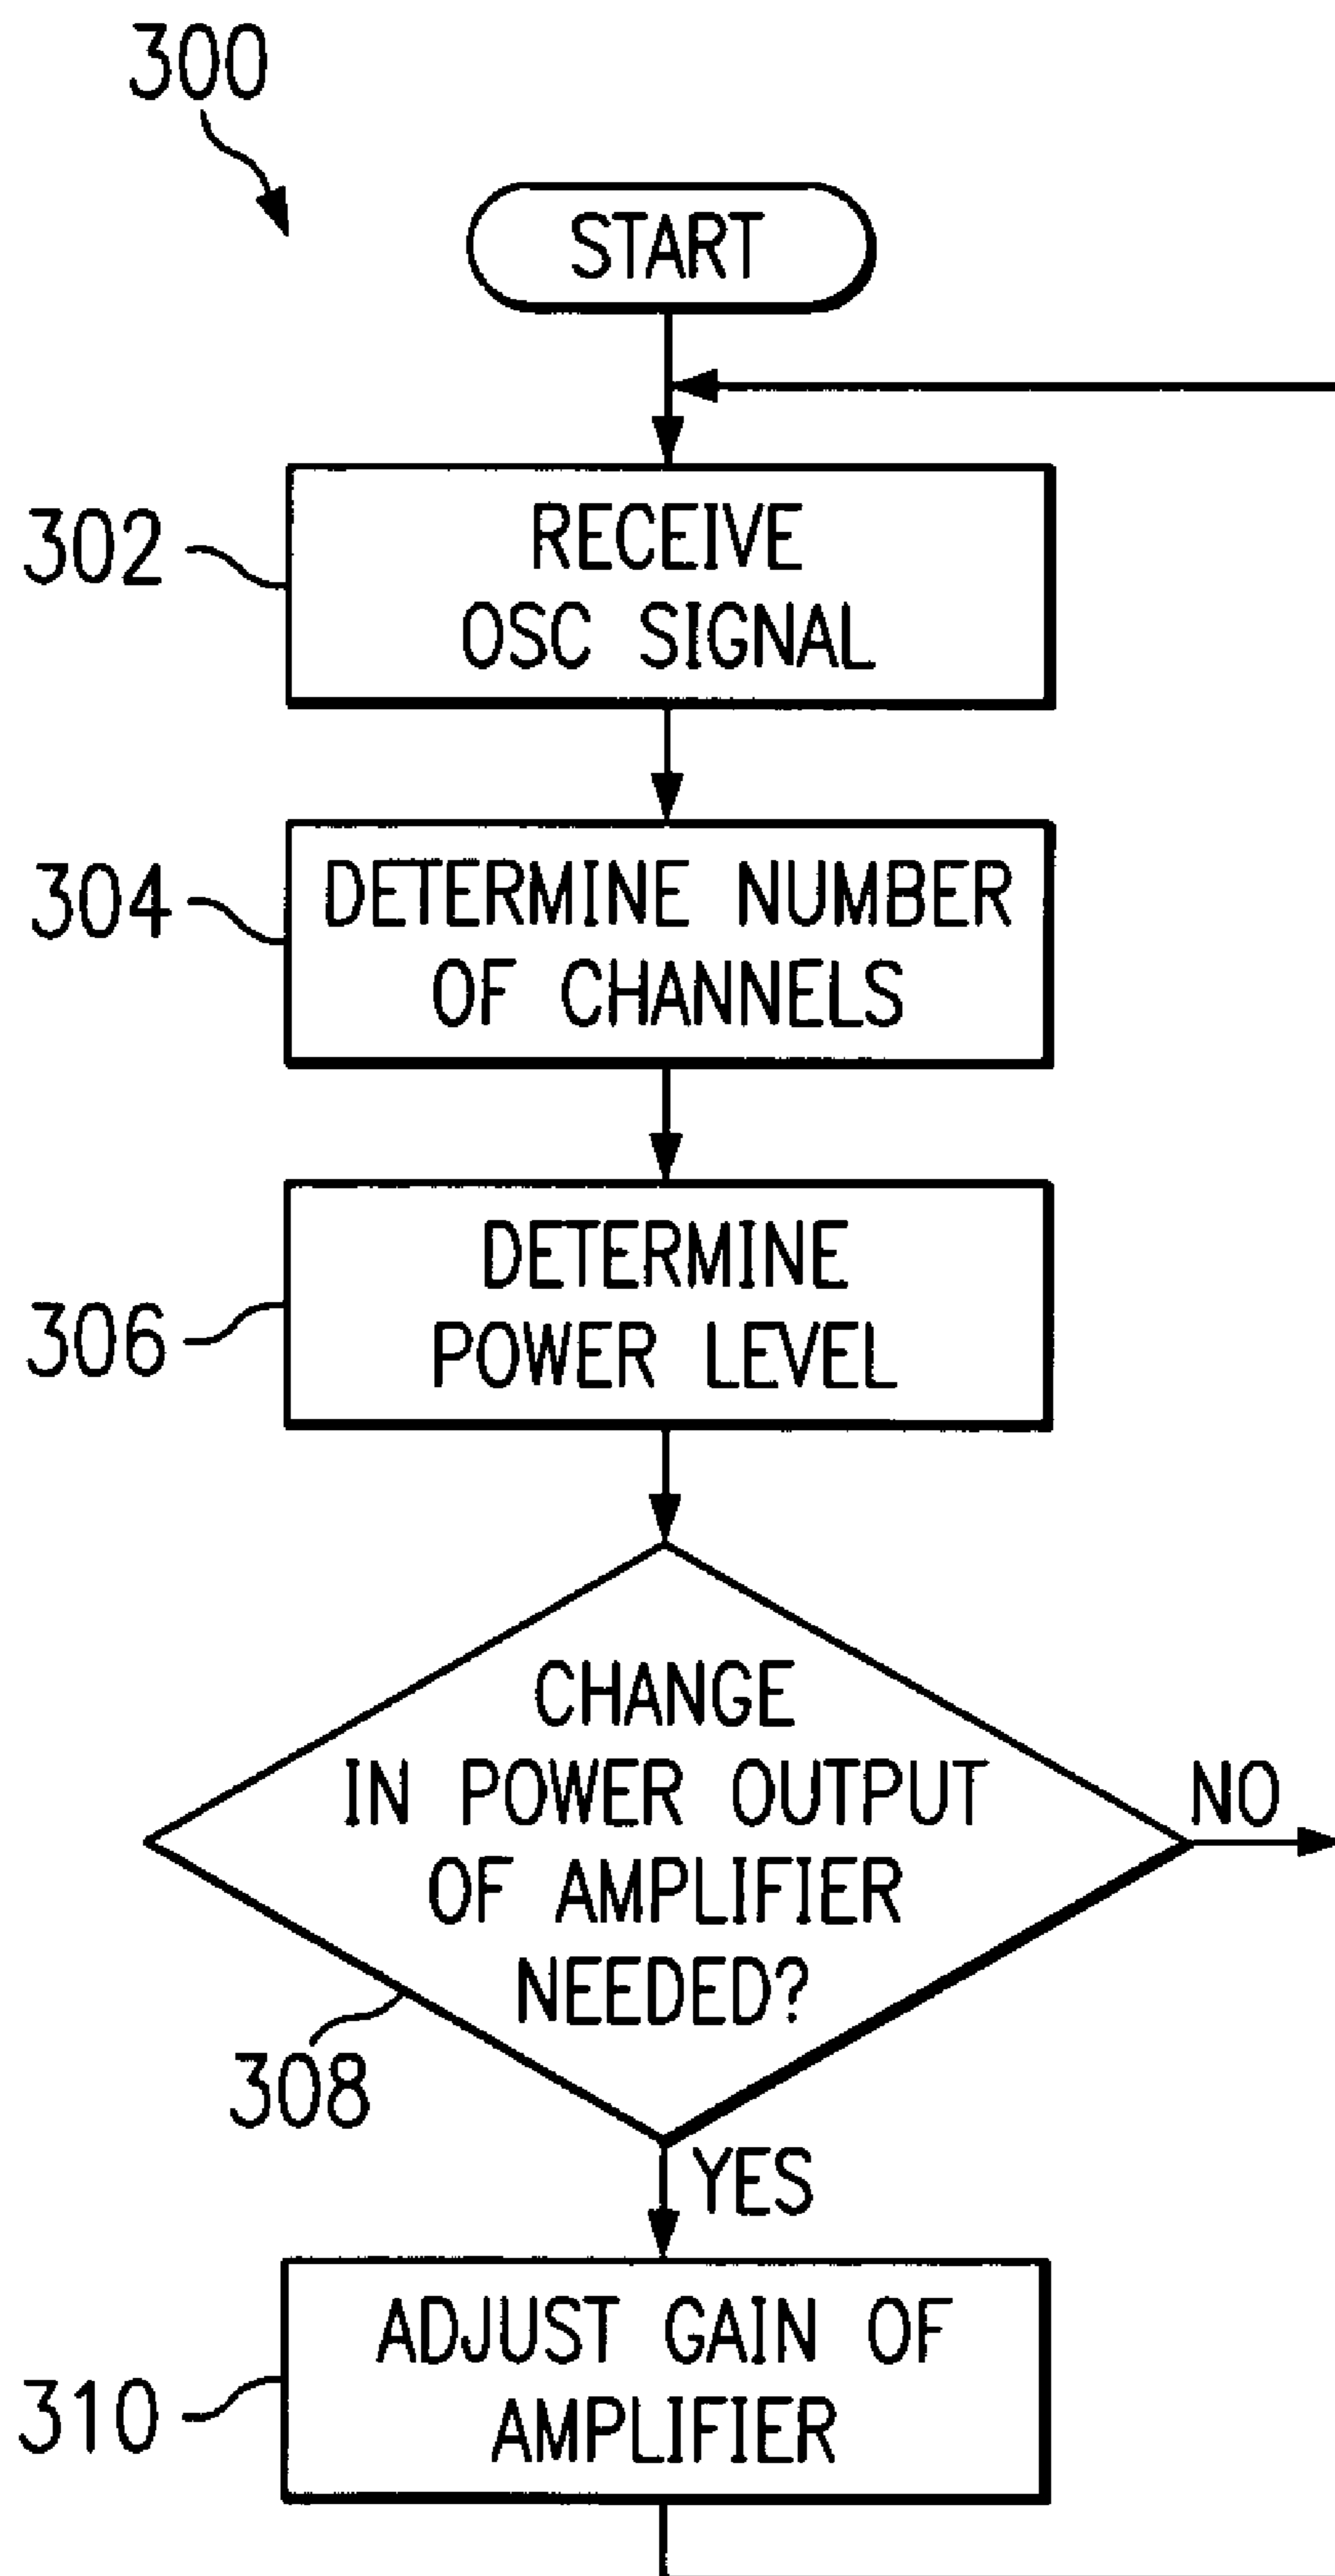 300
START
302
RECEIVE
OSC SIGNAL
304
DETERMINE NUMBER
OF CHANNELS
306
DETERMINE
POWER LEVEL
CHANGE
IN POWER OUTPUT
OF AMPLIFIER
NEEDED?
NO
308
YES
310
ADJUST GAIN OF
AMPLIFIER